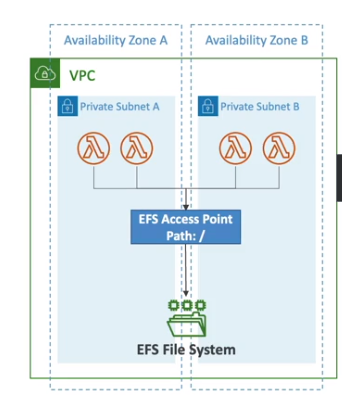 Availability Zone A
Availability Zone B
VPC
Private Subnet A
Private Subnet B
EFS Access Point
Path: /
EFS File System